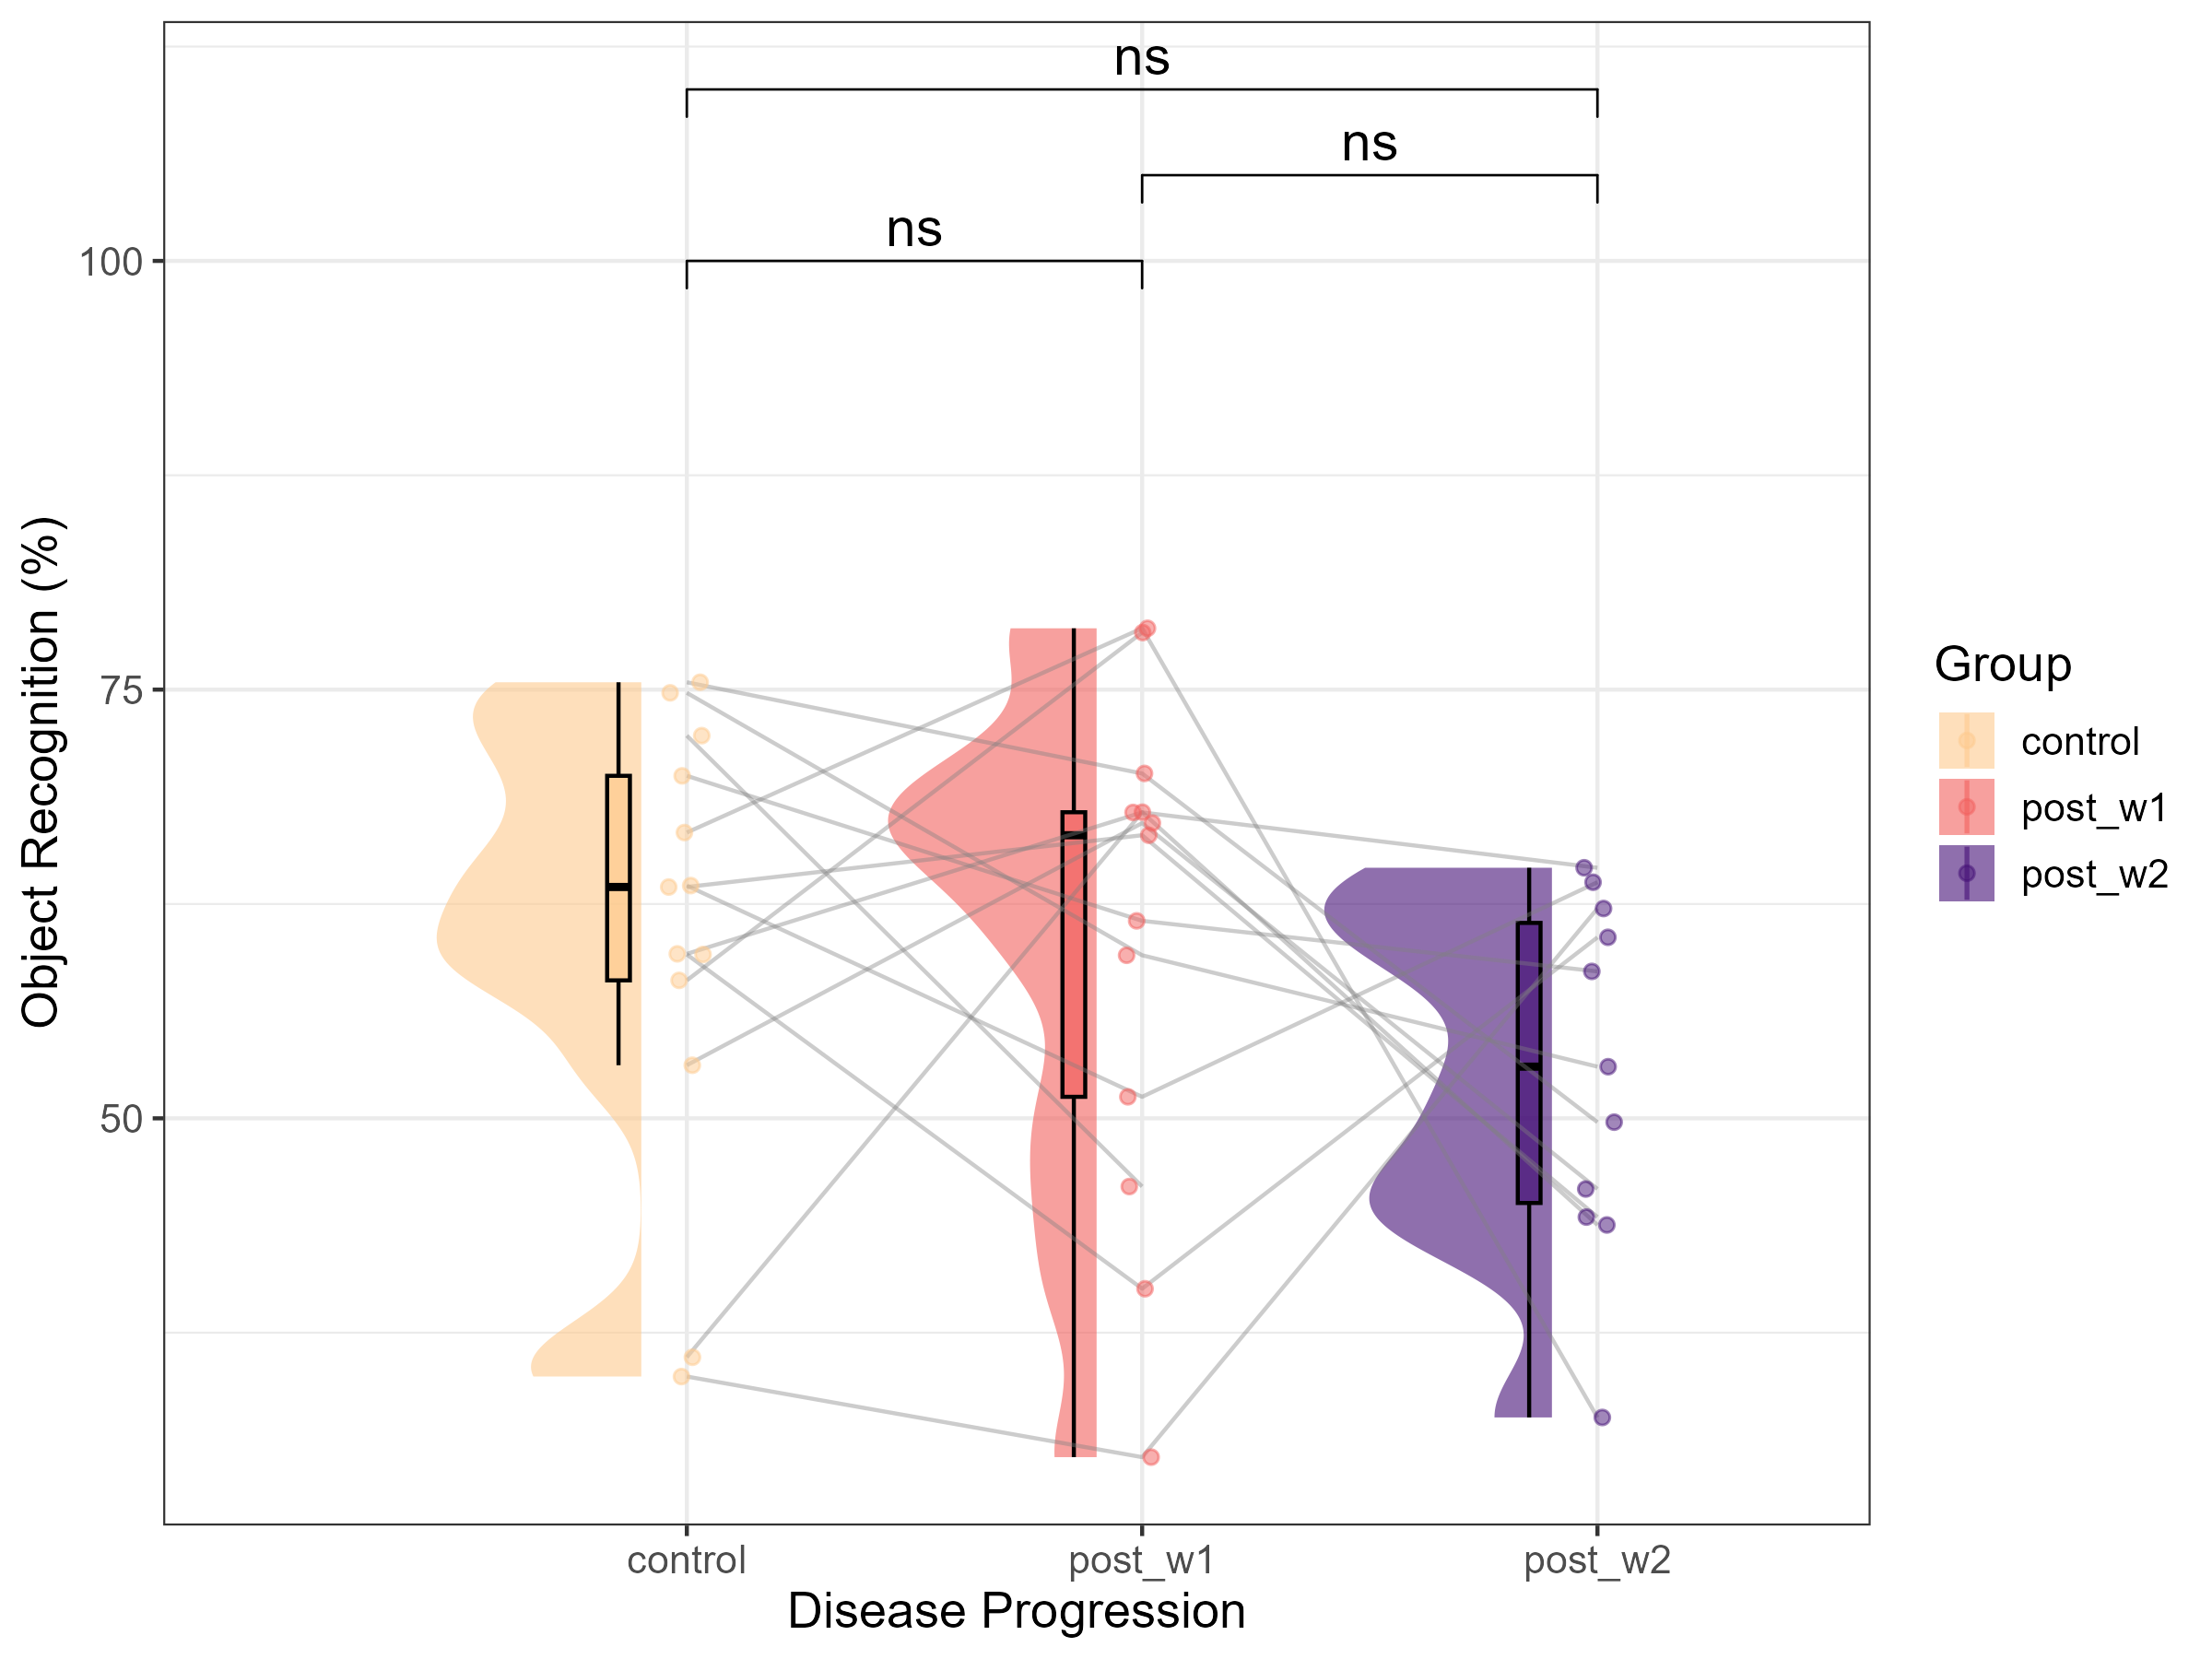 ns
ns
ns
100
75
50
Object Recognition (%)
control
post_w1
post_w2
Disease Progression
Group
control
post_w1
post_w2